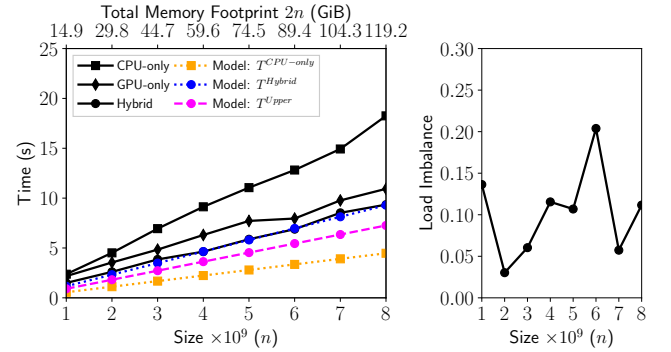 Total Memory Footprint 2n (GiB)
14.9 29.8 44.7 59.6 74.5 89.4 104.3 119.2
25
20
15
10
5
0
Time (s)
CPU-only
GPU-only
Hybrid
Model: T^{CPU−only}
Model: T^{Hybrid}
Model: T^{Upper}
1 2 3 4 5 6 7 8
Size ×10^9 (n)
0.30
0.25
0.20
0.15
0.10
0.05
0.00
Load Imbalance
1 2 3 4 5 6 7 8
Size ×10^9 (n)